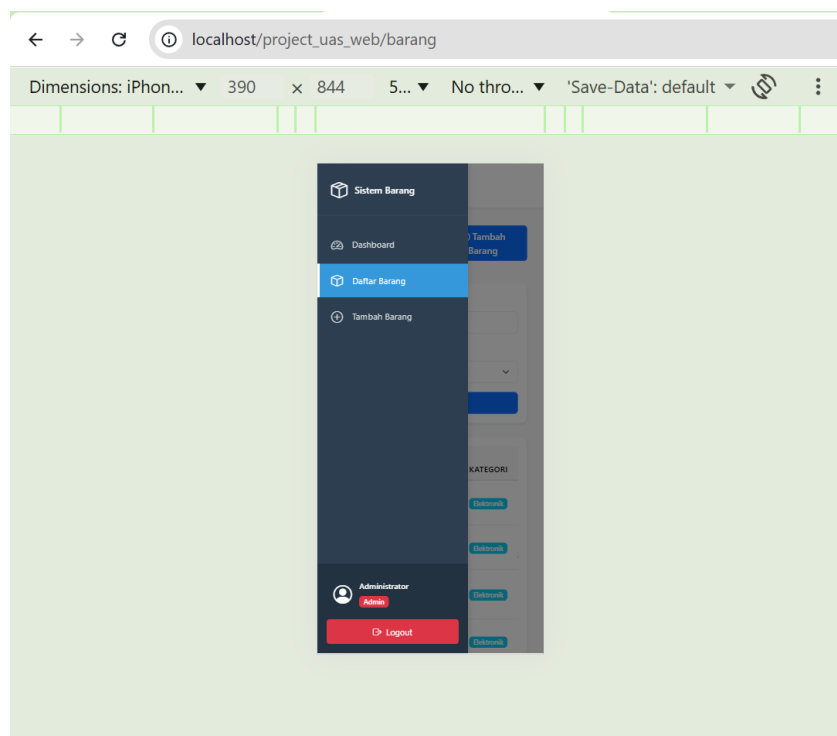 localhost/project_uas_web/barang
Dimensions: iPhon... 390 × 844 5... No thro... 'Save-Data': default
Sistem Barang
Dashboard
Tambah
Barang
Daftar Barang
Tambah Barang
KATEGORI
Elektronik
Elektronik
Administrator
Admin
Elektronik
Logout
Elektronik